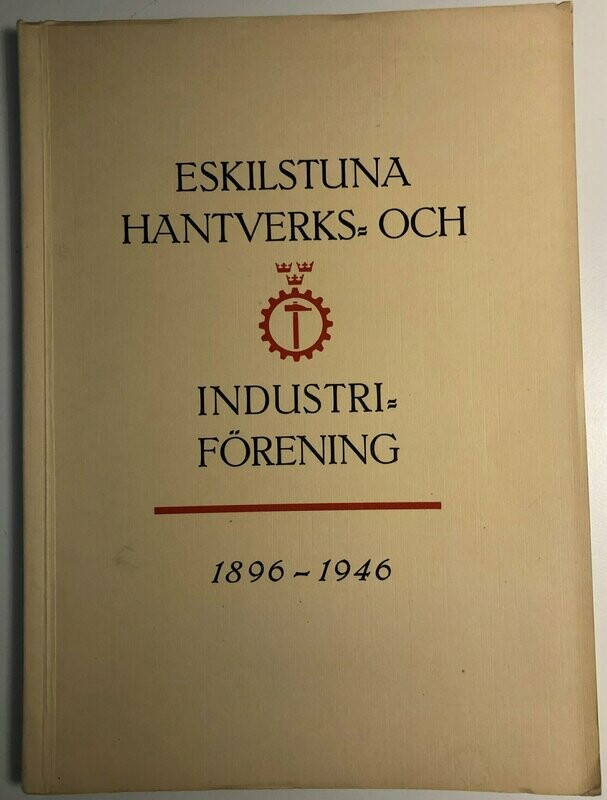 ESKILSTUNA
HANTVERKS= OCH
INDUSTRI=
FÖRENING
1896 – 1946